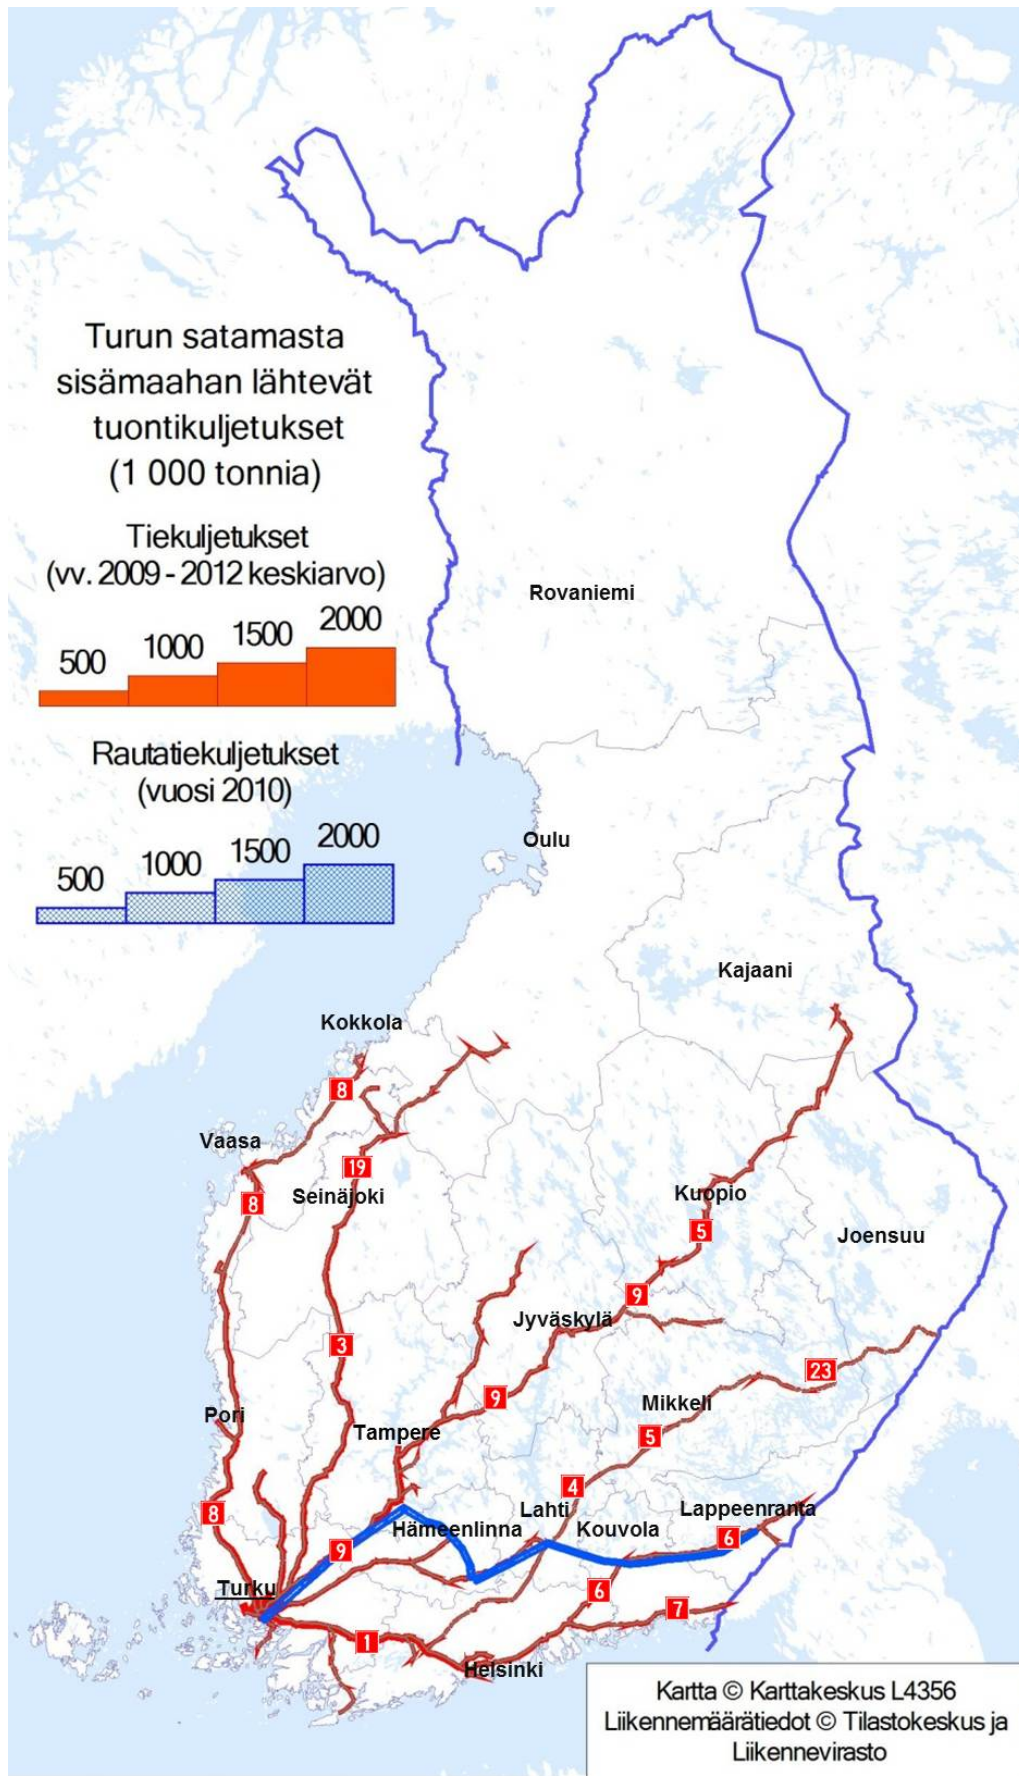 Turun satamasta
sisämaahan lähtevät
tuontikuljetukset
(1 000 tonnia)
Tiekuljetukset
(vv. 2009 - 2012 keskiarvo)
500 1000 1500 2000
Rautatiekuljetukset
(vuosi 2010)
500 1000 1500 2000
Rovaniemi
Oulu
Kajaani
Kokkola
8
Vaasa
19
Seinäjoki
8
Kuopio
5
Joensuu
9
Jyväskylä
3
23
9
Mikkeli
Pori
Tampere
5
4
8
Lahti
Lappeenranta
Hämeenlinna
Kouvola
6
9
Turku
6
7
1
Helsinki
Kartta © Karttakeskus L4356
Liikennemäärätiedot © Tilastokeskus ja
Liikennevirasto